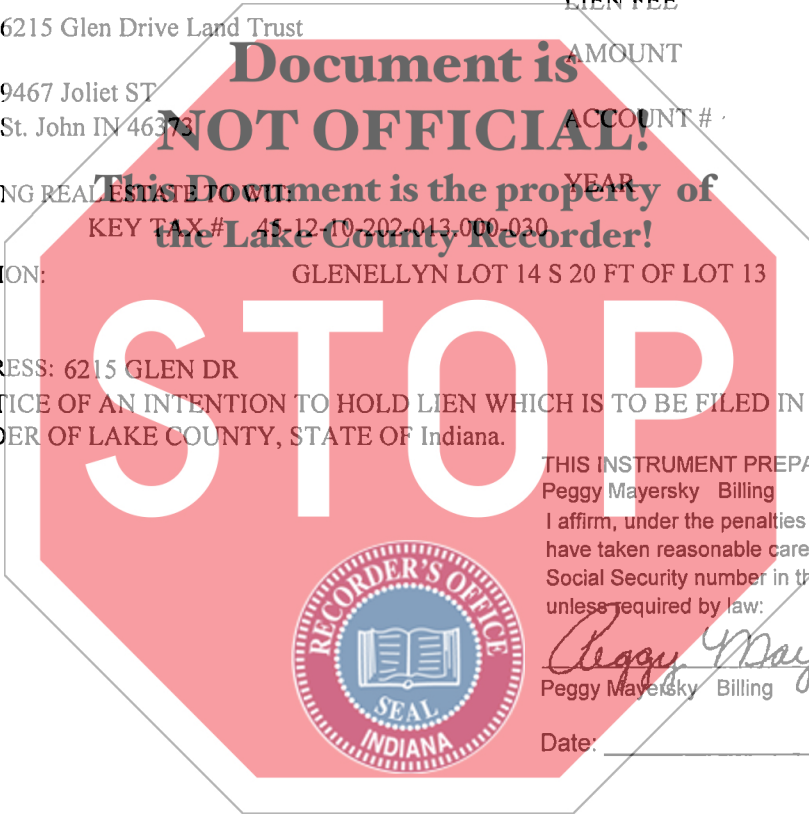 LIEN FEE
6215 Glen Drive Land Trust
Document is
AMOUNT
9467 Joliet ST
NOT OFFICIAL!
ACCOUNT #
St. John IN 46373
This Document is the property of
YEAR
NG REAL ESTATE TO WIT:
KEY TAX # 45-12-10-202-013.000-030
the Lake County Recorder!
ION: GLENELLYN LOT 14 S 20 FT OF LOT 13
STOP
RESS: 6215 GLEN DR
TICE OF AN INTENTION TO HOLD LIEN WHICH IS TO BE FILED IN
DER OF LAKE COUNTY, STATE OF Indiana.
THIS INSTRUMENT PREPA
Peggy Mayersky Billing
I affirm, under the penalties
have taken reasonable care
Social Security number in th
unless required by law:
RECORDER'S OFFICE
SEAL
INDIANA
Peggy May
Peggy Mayersky Billing
Date: